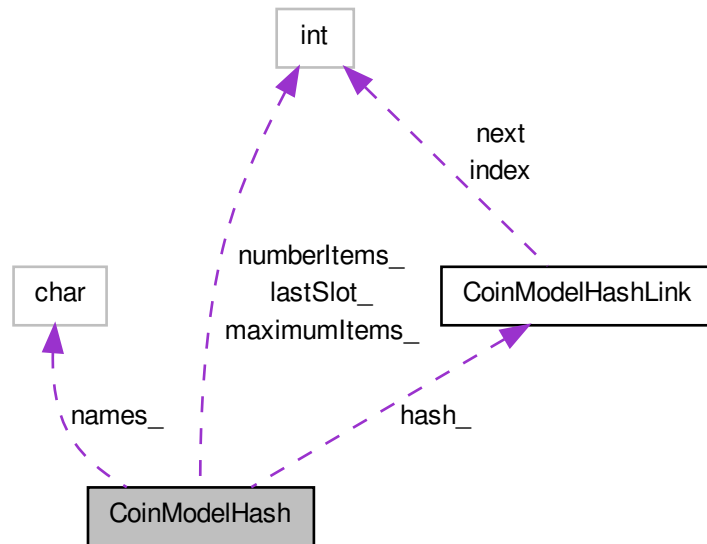 int
next
index
numberItems_
lastSlot_
maximumItems_
char
CoinModelHashLink
names_
hash_
CoinModelHash